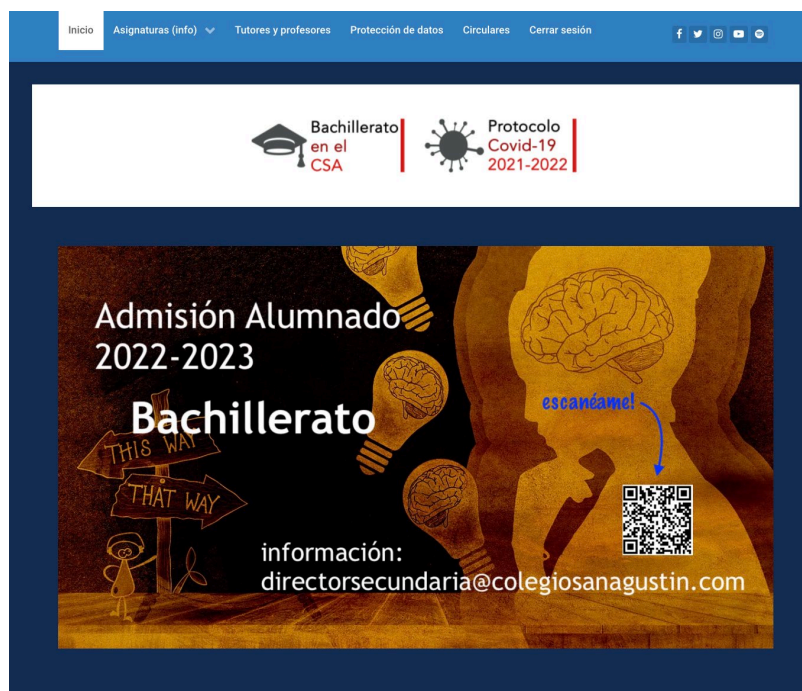 Inicio Asignaturas (info) Tutores y profesores Protección de datos Circulares Cerrar sesión
Bachillerato
en el
CSA
Protocolo
Covid-19
2021-2022
Admisión Alumnado
2022-2023
Bachillerato
escanéame!
THIS WAY
THAT WAY
información:
directorsecundaria@colegiosanagustin.com